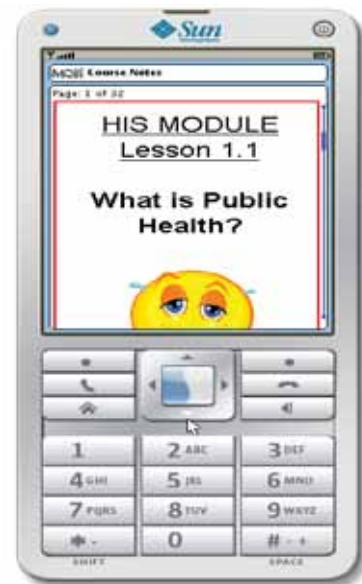 Sun
MOBI Course Notes
Page: 1 of 32
HIS MODULE
Lesson 1.1
What is Public
Health?
1 2 ABC 3 DEF
4 GHI 5 JKL 6 MNO
7 PQRS 8 TUV 9 WXYZ
* - 0 # - +
SHIFT SPACE